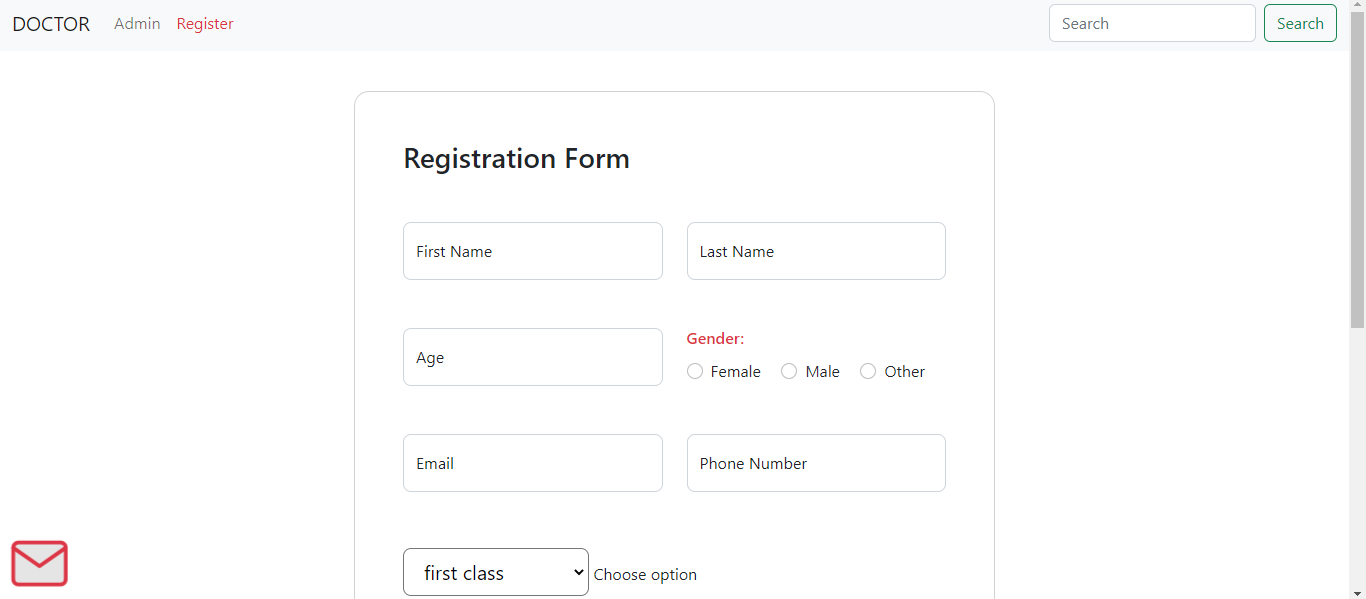 DOCTOR Admin Register Search Search
Registration Form
First Name Last Name
Gender:
Age
Female Male Other
Email Phone Number
first class Choose option